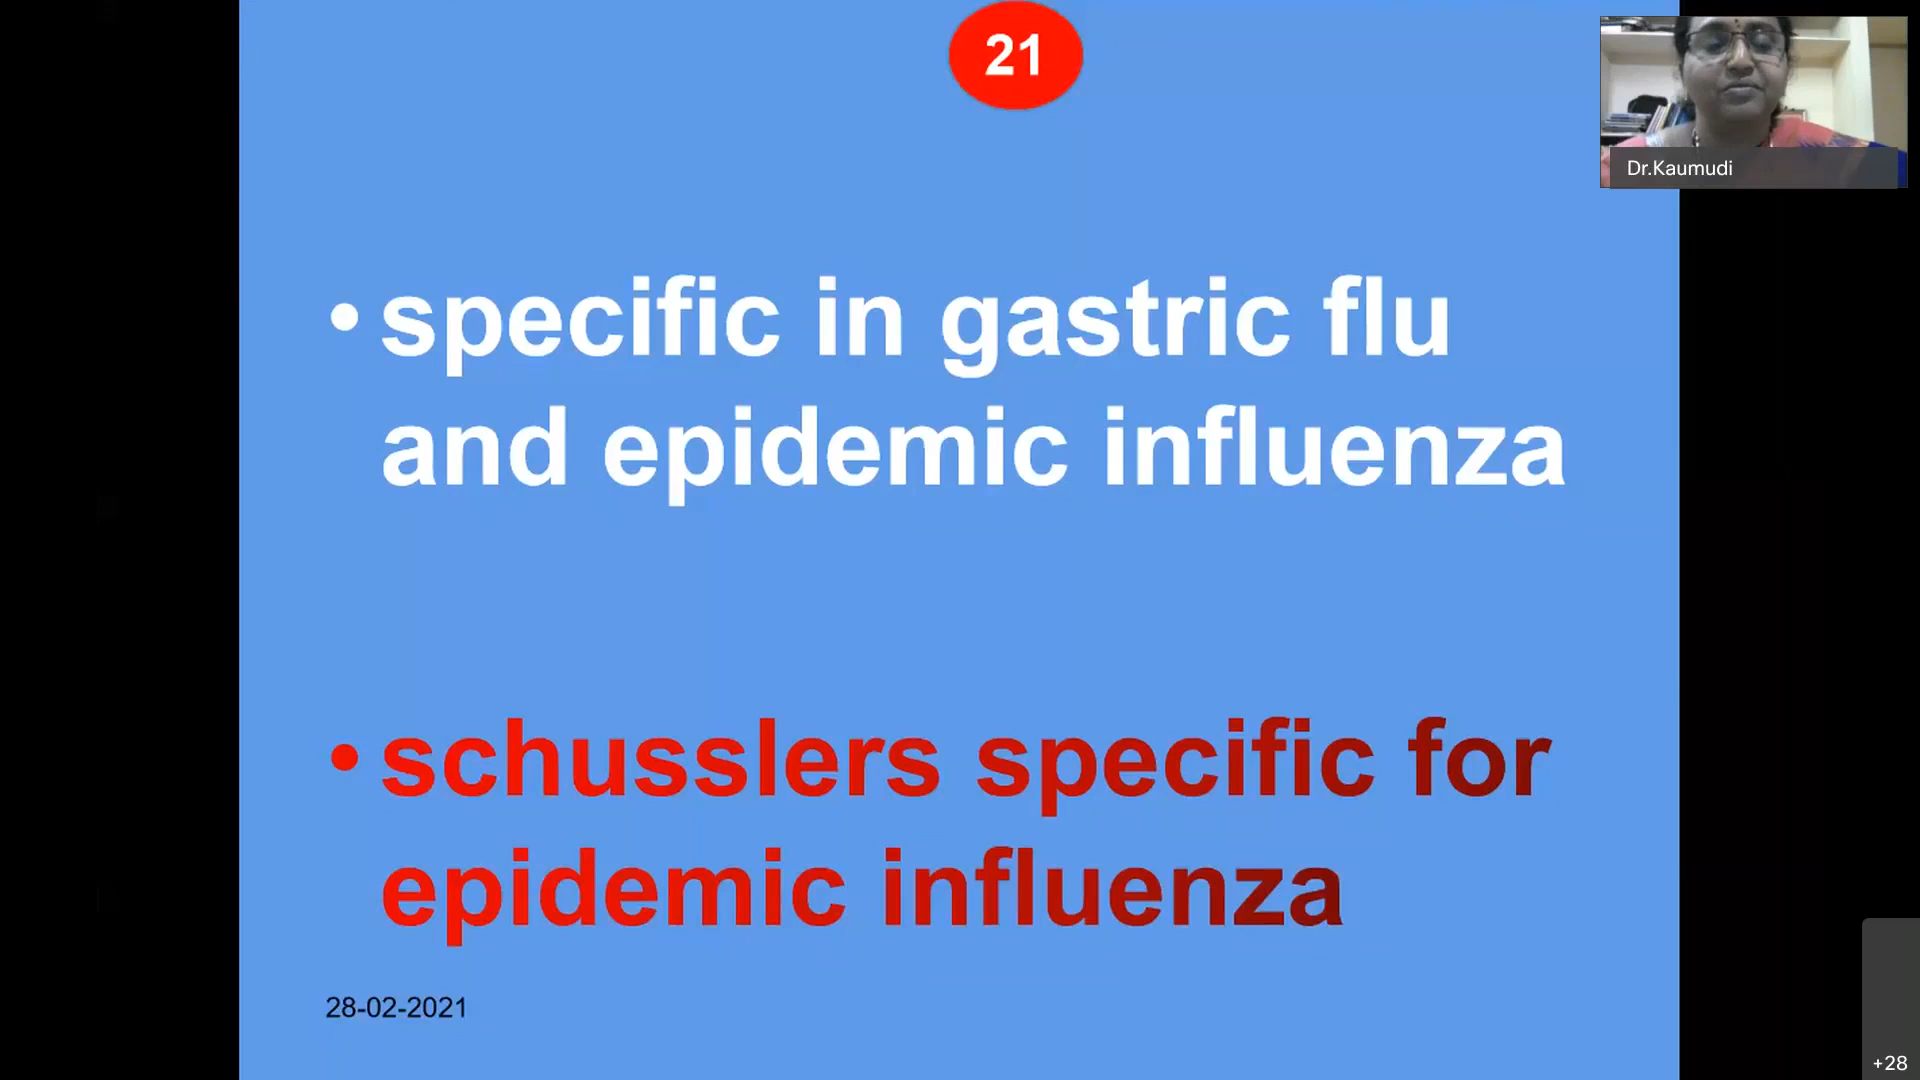 21
Dr.Kaumudi
• specific in gastric flu
and epidemic influenza
• schusslers specific for
epidemic influenza
28-02-2021
+28